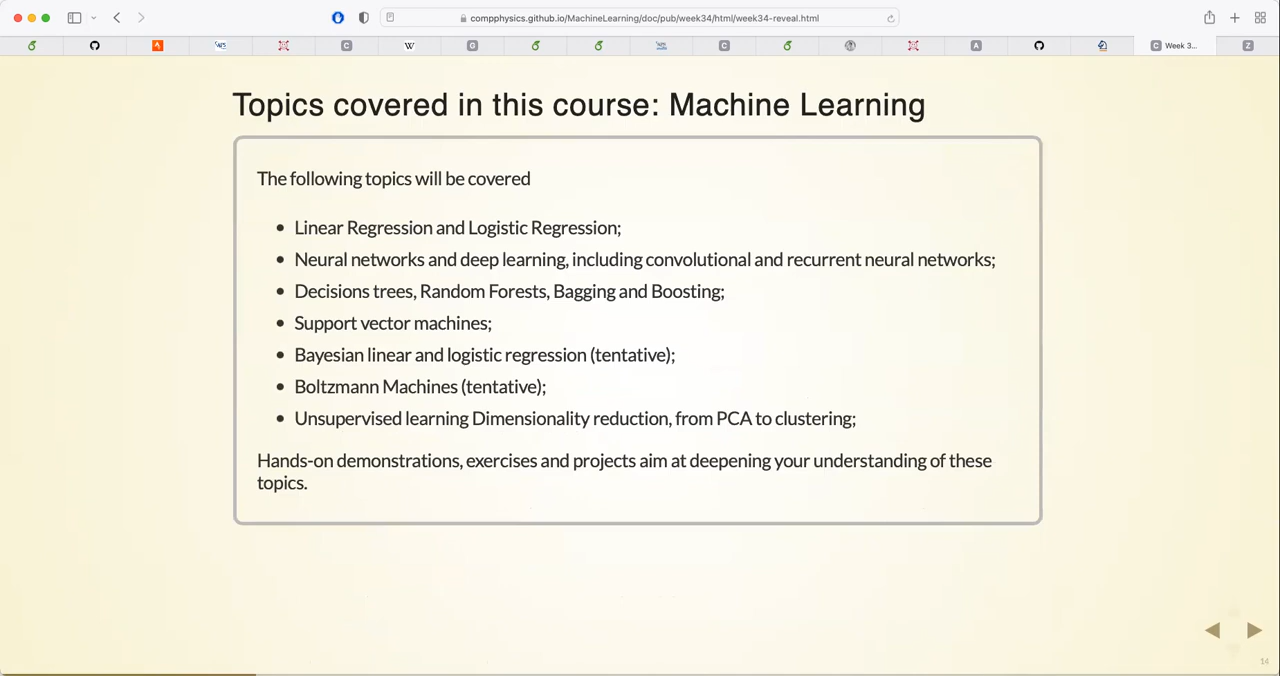 compphysics.github.io/MachineLearning/doc/pub/week34/html/week34-reveal.html
W
G
C
C
C
A
C Week 3...
Z
Topics covered in this course: Machine Learning
The following topics will be covered
• Linear Regression and Logistic Regression;
• Neural networks and deep learning, including convolutional and recurrent neural networks;
• Decisions trees, Random Forests, Bagging and Boosting;
• Support vector machines;
• Bayesian linear and logistic regression (tentative);
• Boltzmann Machines (tentative);
• Unsupervised learning Dimensionality reduction, from PCA to clustering;
Hands-on demonstrations, exercises and projects aim at deepening your understanding of these
topics.
14